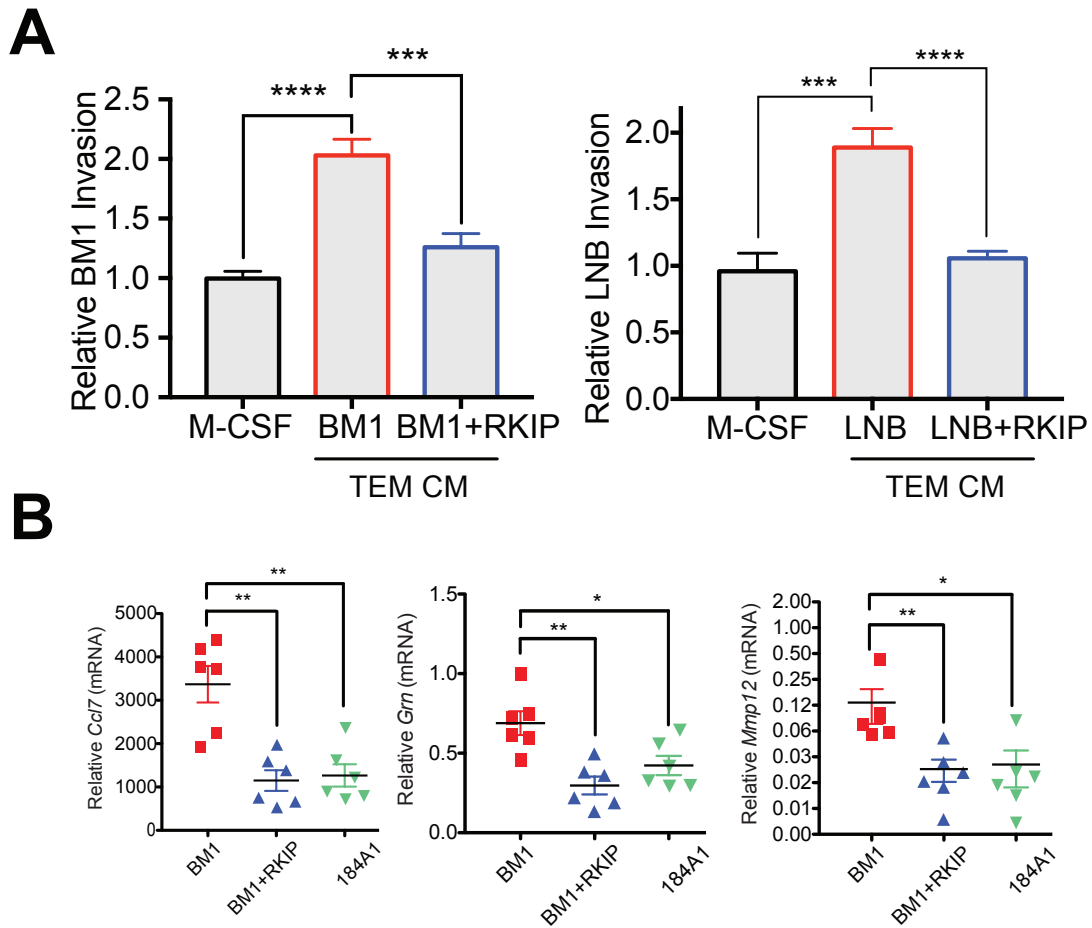 A
Relative BM1 Invasion
2.5
2.0
1.5
1.0
0.5
0.0
****
***
M-CSF BM1 BM1+RKIP
TEM CM
Relative LNB Invasion
2.0
1.5
1.0
0.5
0.0
***
****
M-CSF LNB LNB+RKIP
TEM CM
B
Relative Ccl7 (mRNA)
5000
4000
3000
2000
1000
0
**
**
BM1
BM1+RKIP
184A1
Relative Grn (mRNA)
1.5
1.0
0.5
0.0
*
**
BM1
BM1+RKIP
184A1
Relative Mmp12 (mRNA)
2.00
1.00
0.50
0.25
0.12
0.06
0.03
0.02
0.01
0.00
*
**
BM1
BM1+RKIP
184A1